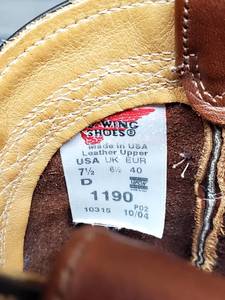 WING
SHOES®
Made in USA
Leather Upper
USA UK EUR
7½ 6½ 40
D
1190
10315 P02
10/04